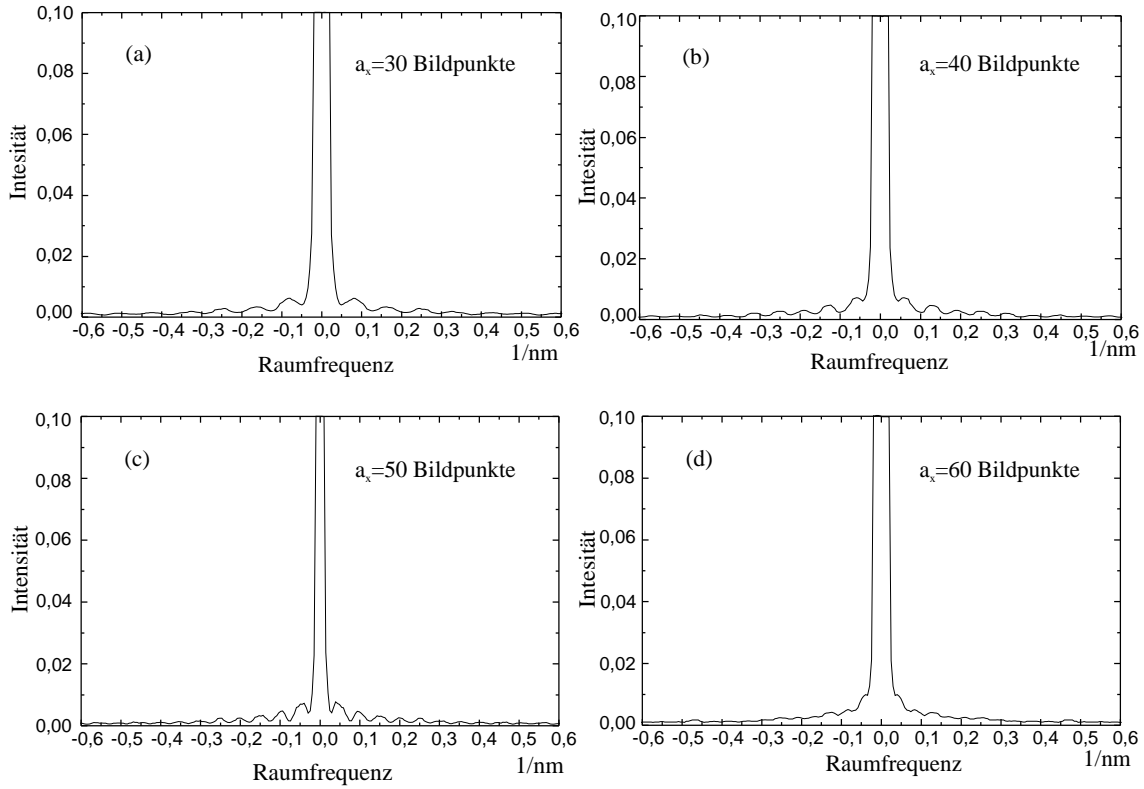 0,10
(a)
a_x=30 Bildpunkte
0,08
0,06
0,04
0,02
0,00
Intesität
-0,6 -0,5 -0,4 -0,3 -0,2 -0,1 0,0 0,1 0,2 0,3 0,4 0,5 0,6
Raumfrequenz
1/nm
0,10
(b)
a_x=40 Bildpunkte
0,08
0,06
0,04
0,02
0,00
Intesität
-0,6 -0,5 -0,4 -0,3 -0,2 -0,1 0,0 0,1 0,2 0,3 0,4 0,5 0,6
Raumfrequenz
1/nm
0,10
(c)
a_x=50 Bildpunkte
0,08
0,06
0,04
0,02
0,00
Intensität
-0,6 -0,5 -0,4 -0,3 -0,2 -0,1 0,0 0,1 0,2 0,3 0,4 0,5 0,6
Raumfrequenz
1/nm
0,10
(d)
a_x=60 Bildpunkte
0,08
0,06
0,04
0,02
0,00
Intesität
-0,6 -0,5 -0,4 -0,3 -0,2 -0,1 0,0 0,1 0,2 0,3 0,4 0,5 0,6
Raumfrequenz
1/nm